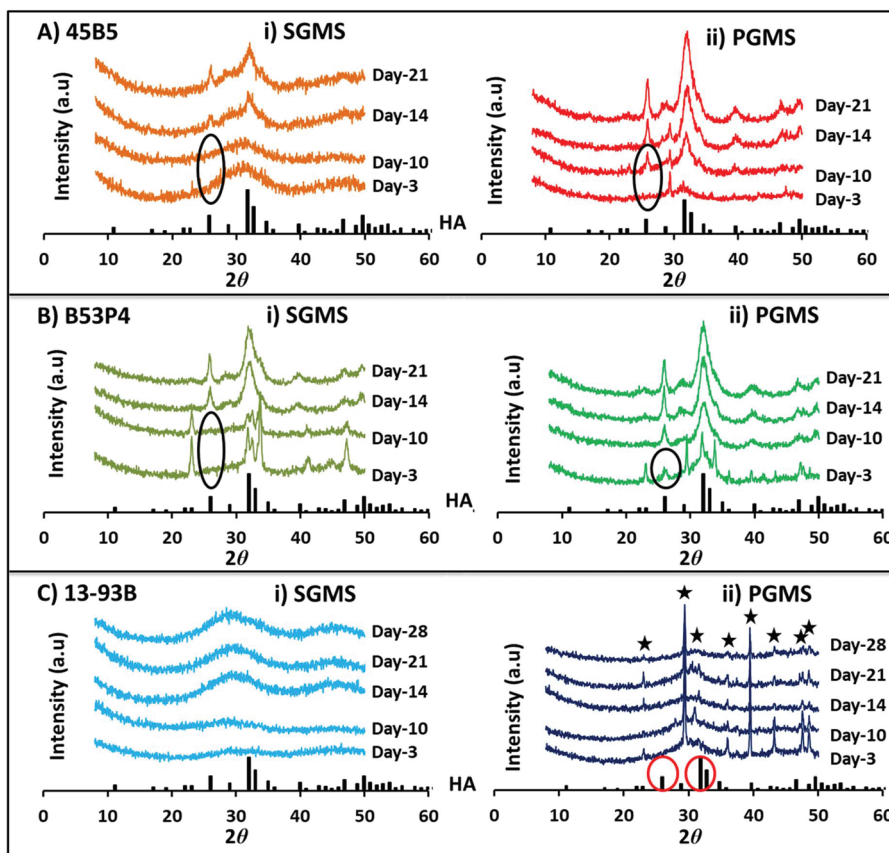 A) 45B5
i) SGMS
ii) PGMS
Intensity (a.u)
Day-21
Day-14
Day-10
Day-3
HA
0 10 20 30 40 50 60
2θ
Intensity (a.u)
Day-21
Day-14
Day-10
Day-3
0 10 20 30 40 50 60
2θ
B) B53P4
i) SGMS
ii) PGMS
Intensity (a.u)
Day-21
Day-14
Day-10
Day-3
HA
0 10 20 30 40 50 60
2θ
Intensity (a.u)
Day-21
Day-14
Day-10
Day-3
0 10 20 30 40 50 60
2θ
C) 13-93B
i) SGMS
ii) PGMS
Intensity (a.u)
Day-28
Day-21
Day-14
Day-10
Day-3
HA
0 10 20 30 40 50 60
2θ
Intensity (a.u)
Day-28
Day-21
Day-14
Day-10
Day-3
0 10 20 30 40 50 60
2θ